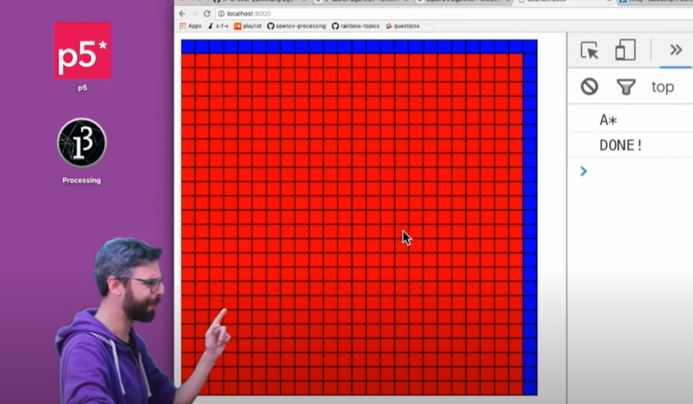 p5*
p5
Processing
localhost:8000
Apps
s-f-s
playlist
opencv-processing
rainbow-topics
questions
top
A*
DONE!